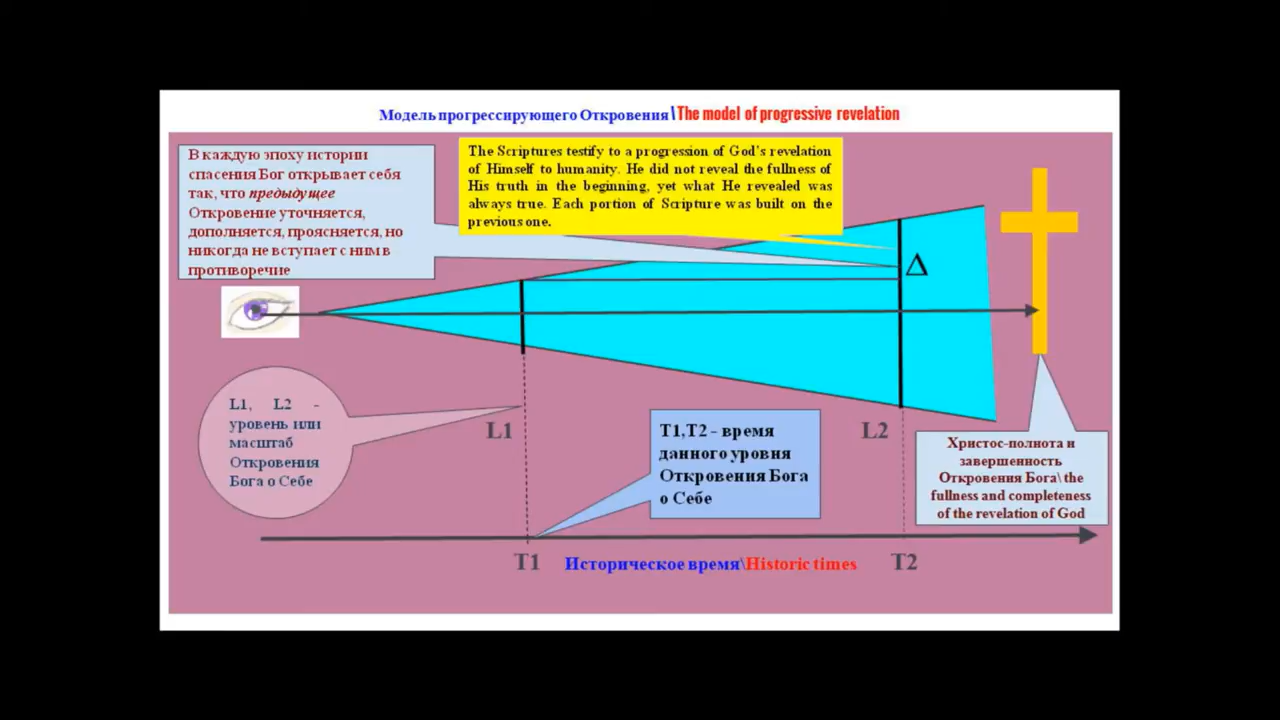 Модель прогрессирующего Откровения\The model of progressive revelation
В каждую эпоху истории
спасения Бог открывает себя
так, что предыдущее
Откровение уточняется,
дополняется, проясняется, но
никогда не вступает с ним в
противоречие
The Scriptures testify to a progression of God's revelation
of Himself to humanity. He did not reveal the fullness of
His truth in the beginning, yet what He revealed was
always true. Each portion of Scripture was built on the
previous one.
Δ
L1, L2 -
уровень или
масштаб
Откровения
Бога о Себе
L1
T1,T2 - время
данного уровня
Откровения Бога
о Себе
L2
Христос-полнота и
завершенность
Откровения Бога\ the
fullness and completeness
of the revelation of God
T1
Историческое время\Historic times
T2